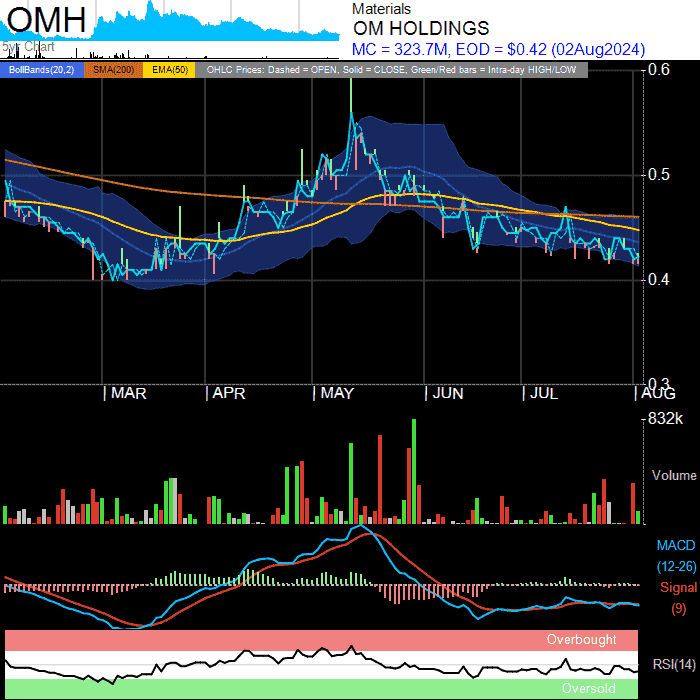 OMH
5yr Chart
Materials
OM HOLDINGS
MC = 323.7M, EOD = $0.42 (02Aug2024)
BollBands(20,2) SMA(200) EMA(50) OHLC Prices: Dashed = OPEN, Solid = CLOSE, Green/Red bars = Intra-day HIGH/LOW
0.6
0.5
0.4
0.3
MAR APR MAY JUN JUL AUG
832k
Volume
MACD
(12-26)
Signal
(9)
Overbought
RSI(14)
Oversold